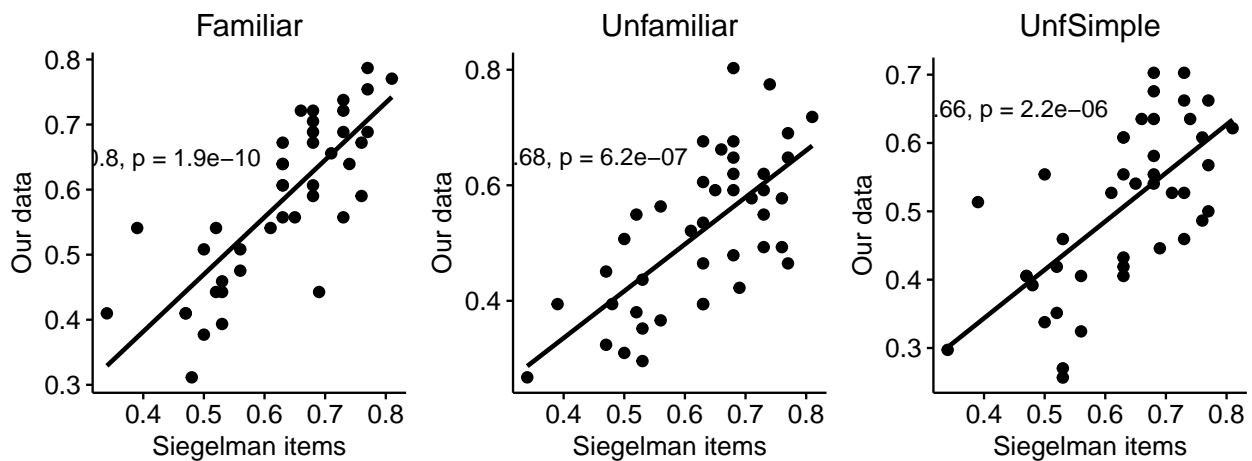 Familiar
Unfamiliar
UnfSimple
0.8
0.7
0.6
0.5
0.4
0.3
0.8, p = 1.9e−10
Our data
0.4 0.5 0.6 0.7 0.8
Siegelman items
0.8
0.6
0.4
.68, p = 6.2e−07
Our data
0.4 0.5 0.6 0.7 0.8
Siegelman items
0.7
0.6
0.5
0.4
0.3
.66, p = 2.2e−06
Our data
0.4 0.5 0.6 0.7 0.8
Siegelman items